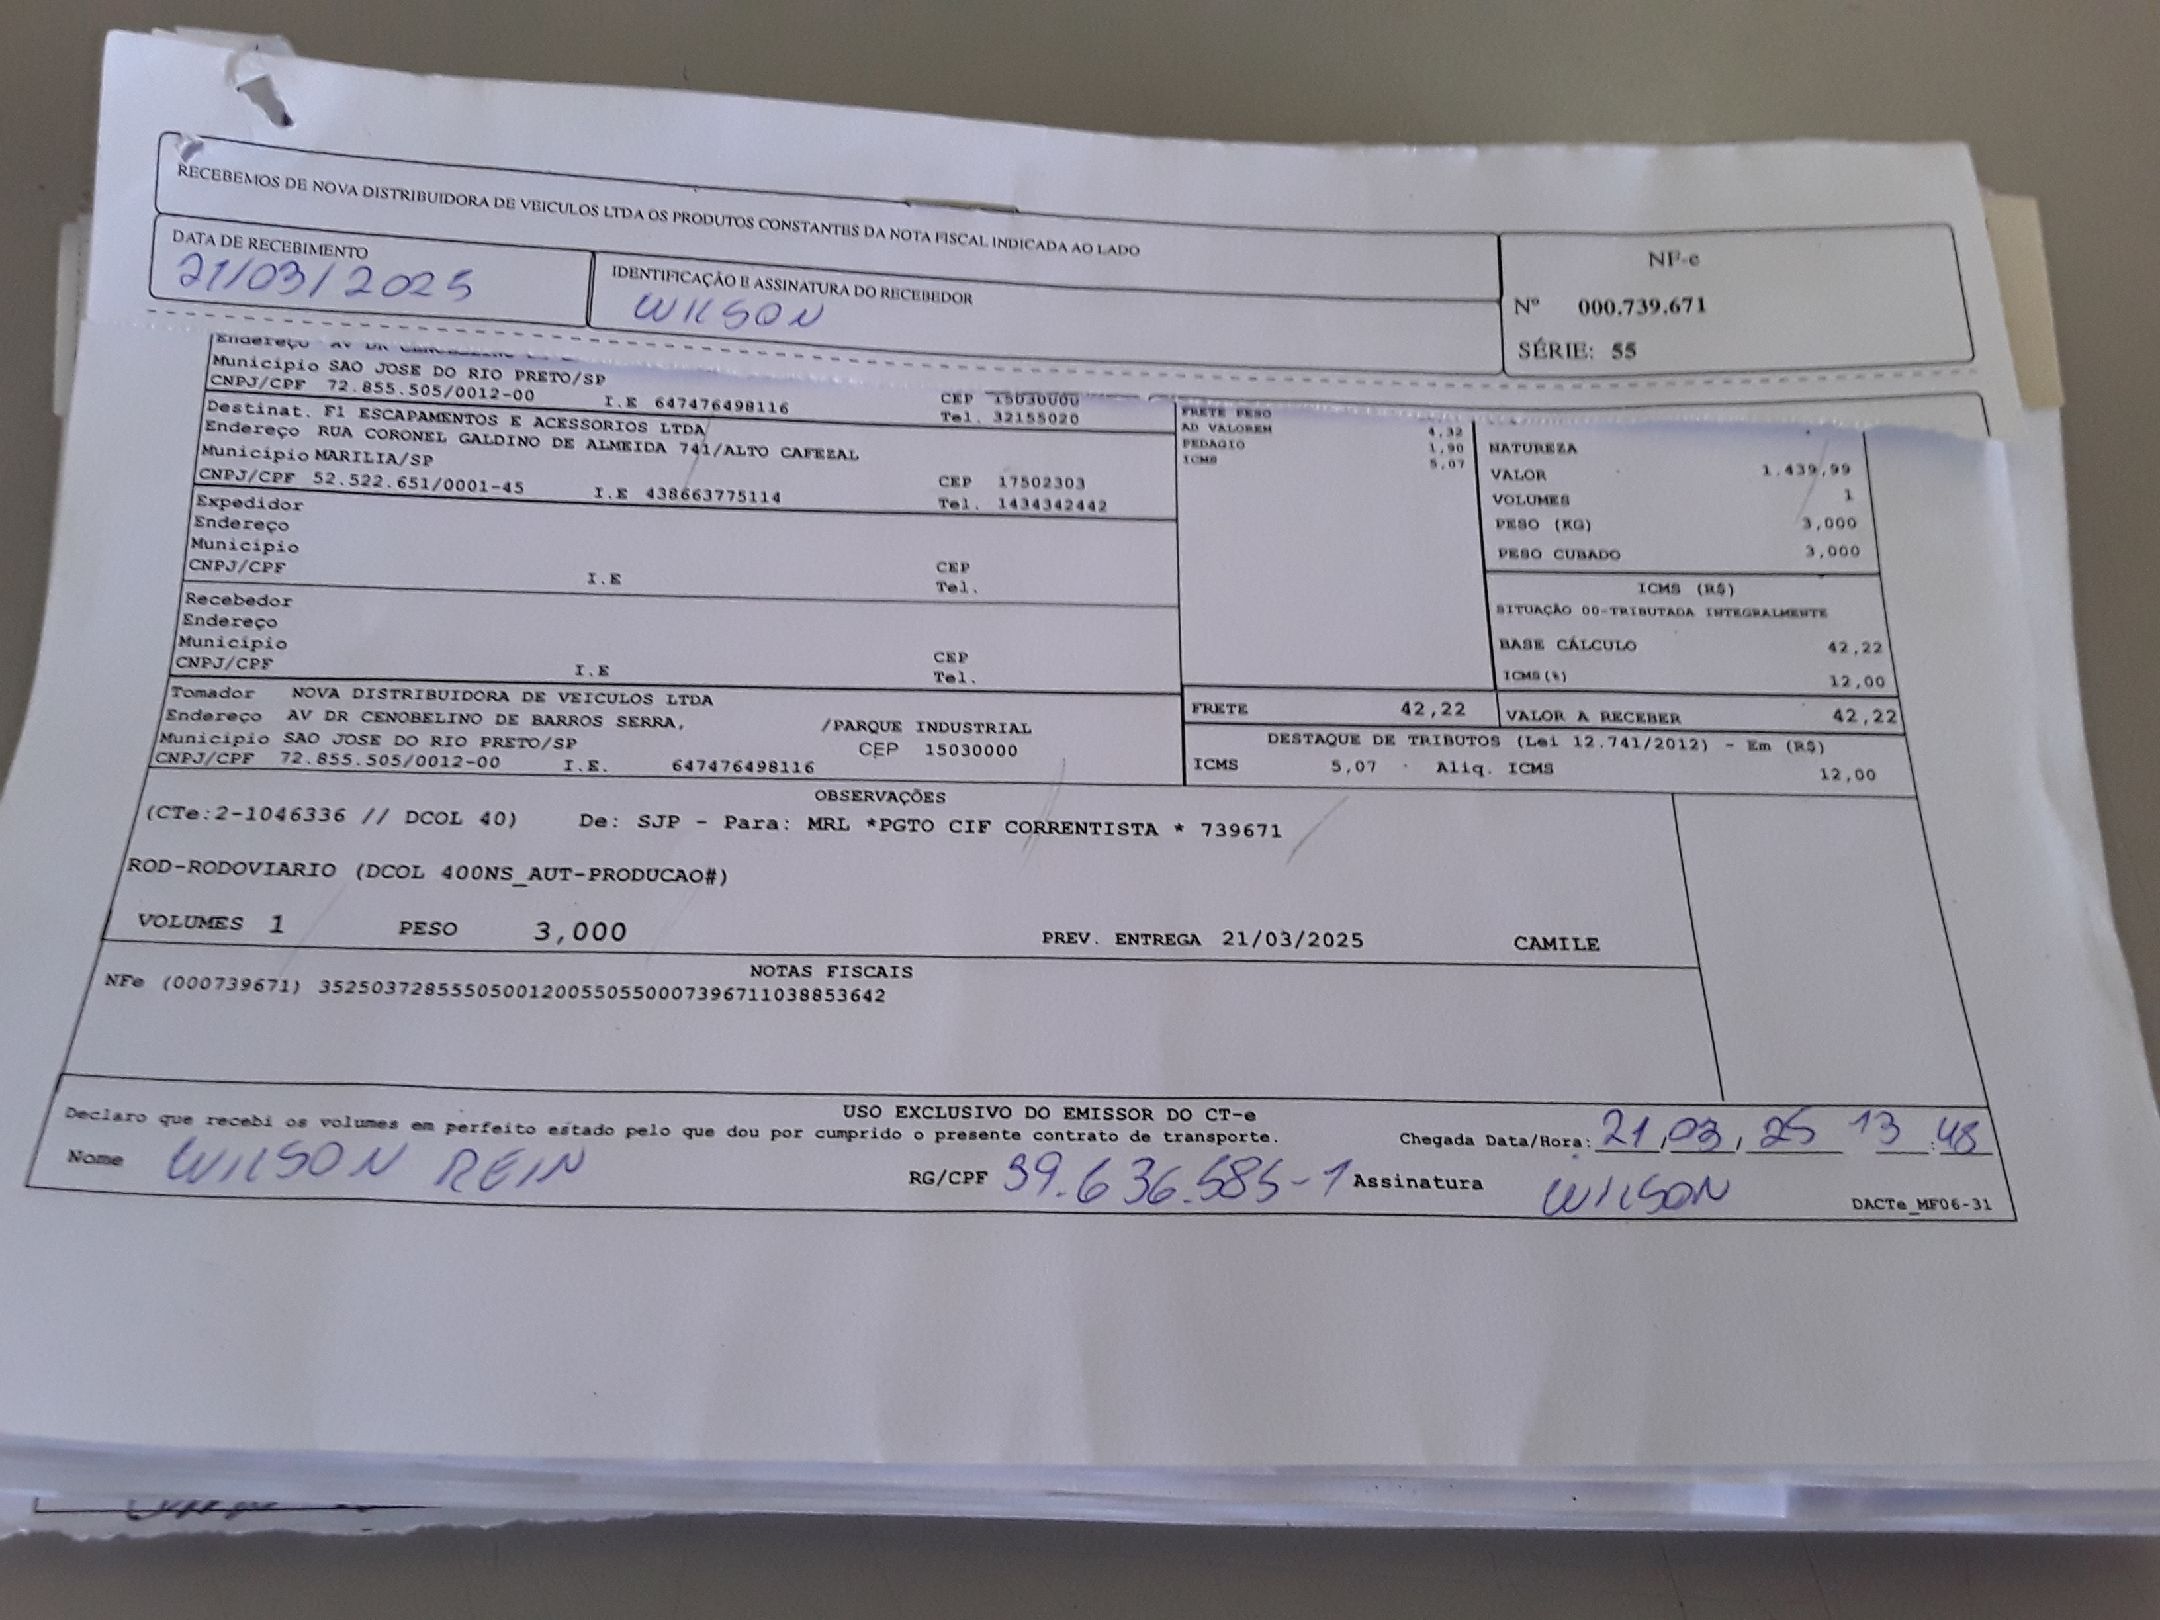 RECEBEMOS DE NOVA DISTRIBUIDORA DE VEICULOS LTDA OS PRODUTOS CONSTANTES DA NOTA FISCAL INDICADA AO LADO
DATA DE RECEBIMENTO
21/03/2025
IDENTIFICAÇÃO E ASSINATURA DO RECEBEDOR
WILSON
NF-e
Nº 000.739.671
SÉRIE: 55
Endereço AV DR CENOBELINO
Município SAO JOSE DO RIO PRETO/SP CEP 15030000
CNPJ/CPF 72.855.505/0012-00 I.E 647476498116 Tel. 32155020
Destinat. F1 ESCAPAMENTOS E ACESSORIOS LTDA
Endereço RUA CORONEL GALDINO DE ALMEIDA 741/ALTO CAFEZAL
Município MARILIA/SP CEP 17502303
CNPJ/CPF 52.522.651/0001-45 I.E 438663775114 Tel. 1434342442
Expedidor
Endereço
Município CEP
CNPJ/CPF I.E Tel.
Recebedor
Endereço
Município CEP
CNPJ/CPF I.E Tel.
Tomador NOVA DISTRIBUIDORA DE VEICULOS LTDA
Endereço AV DR CENOBELINO DE BARROS SERRA, /PARQUE INDUSTRIAL
Município SAO JOSE DO RIO PRETO/SP CEP 15030000
CNPJ/CPF 72.855.505/0012-00 I.E. 647476498116
FRETE PESO
AD VALOREM 4,32
PEDAGIO 1,90
ICMS 5,07
NATUREZA
VALOR 1.439,99
VOLUMES 1
PESO (KG) 3,000
PESO CUBADO 3,000
ICMS (R$)
SITUAÇÃO 00-TRIBUTADA INTEGRALMENTE
BASE CÁLCULO 42,22
ICMS(%) 12,00
FRETE 42,22
VALOR A RECEBER 42,22
DESTAQUE DE TRIBUTOS (Lei 12.741/2012) - Em (R$)
ICMS 5,07 Aliq. ICMS 12,00
OBSERVAÇÕES
(CTe:2-1046336 // DCOL 40) De: SJP - Para: MRL *PGTO CIF CORRENTISTA * 739671
ROD-RODOVIARIO (DCOL 400NS_AUT-PRODUCAO#)
VOLUMES 1 PESO 3,000 PREV. ENTREGA 21/03/2025 CAMILE
NOTAS FISCAIS
NFe (000739671) 35250372855505001200550550007396711038853642
USO EXCLUSIVO DO EMISSOR DO CT-e
Declaro que recebi os volumes em perfeito estado pelo que dou por cumprido o presente contrato de transporte.
Chegada Data/Hora: 21/03/25 13:48
Nome WILSON REIN RG/CPF 39.636.585-1 Assinatura WILSON
DACTe_MF06-31